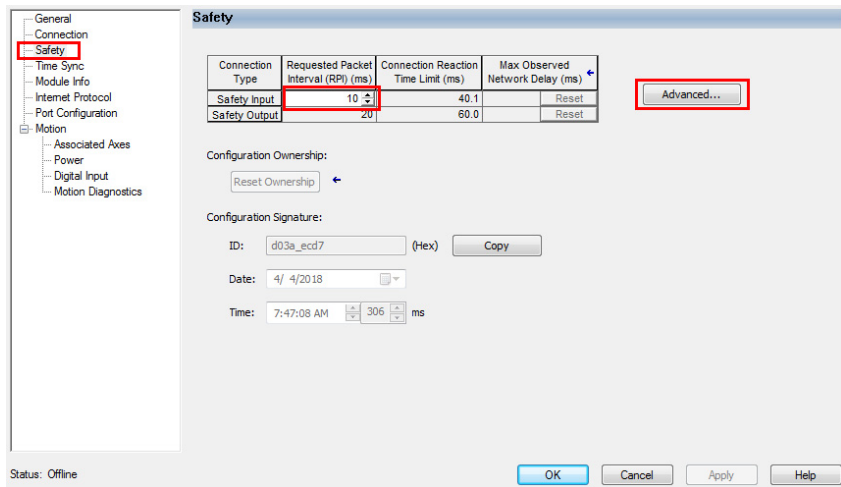 General
Connection
Safety
Time Sync
Module Info
Internet Protocol
Port Configuration
Motion
Associated Axes
Power
Digital Input
Motion Diagnostics
Safety
Connection Type Requested Packet Interval (RPI) (ms) Connection Reaction Time Limit (ms) Max Observed Network Delay (ms)
Safety Input 10 40.1 Reset
Safety Output 20 60.0 Reset
Advanced...
Configuration Ownership:
Reset Ownership
Configuration Signature:
ID: d03a_ecd7 (Hex) Copy
Date: 4/ 4/2018
Time: 7:47:08 AM 306 ms
Status: Offline
OK Cancel Apply Help